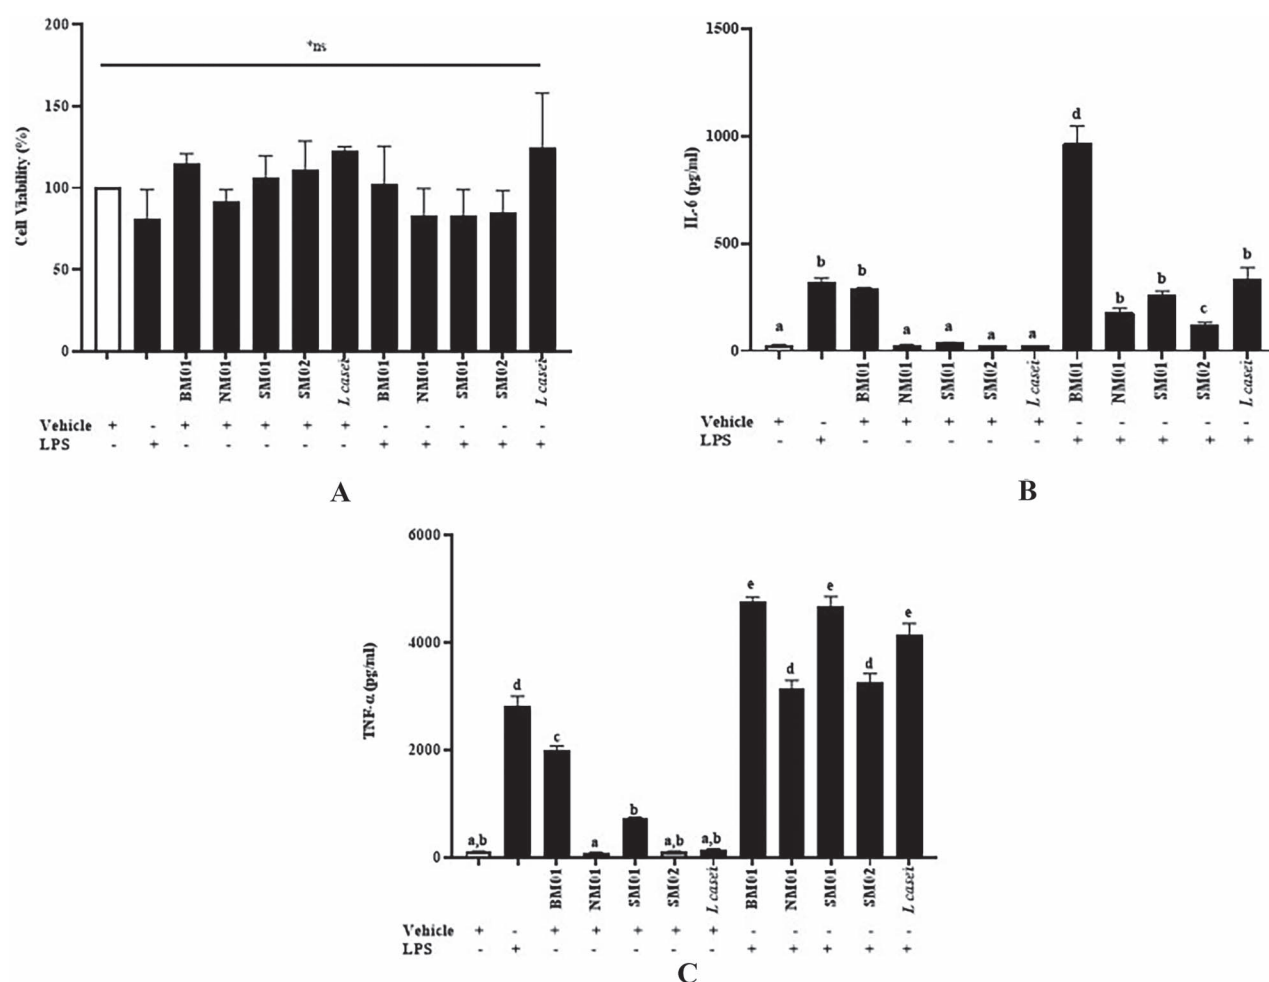 200
150
100
50
0
Cell Viability (%)
*ns
BM01 NM01 SM01 SM02 L casei BM01 NM01 SM01 SM02 L casei
Vehicle + - + + + + + - - - - -
LPS - + - - - - - + + + + +
A
1500
1000
500
0
IL-6 (pg/ml)
a b b a a a a d b b c b
BM01 NM01 SM01 SM02 L casei BM01 NM01 SM01 SM02 L casei
Vehicle + - + + + + + - - - - -
LPS - + - - - - - + + + + +
B
6000
4000
2000
0
TNF-α (pg/ml)
a,b d c a b a,b a,b e d e d e
BM01 NM01 SM01 SM02 L casei BM01 NM01 SM01 SM02 L casei
Vehicle + - + + + + + - - - - -
LPS - + - - - - - + + + + +
C